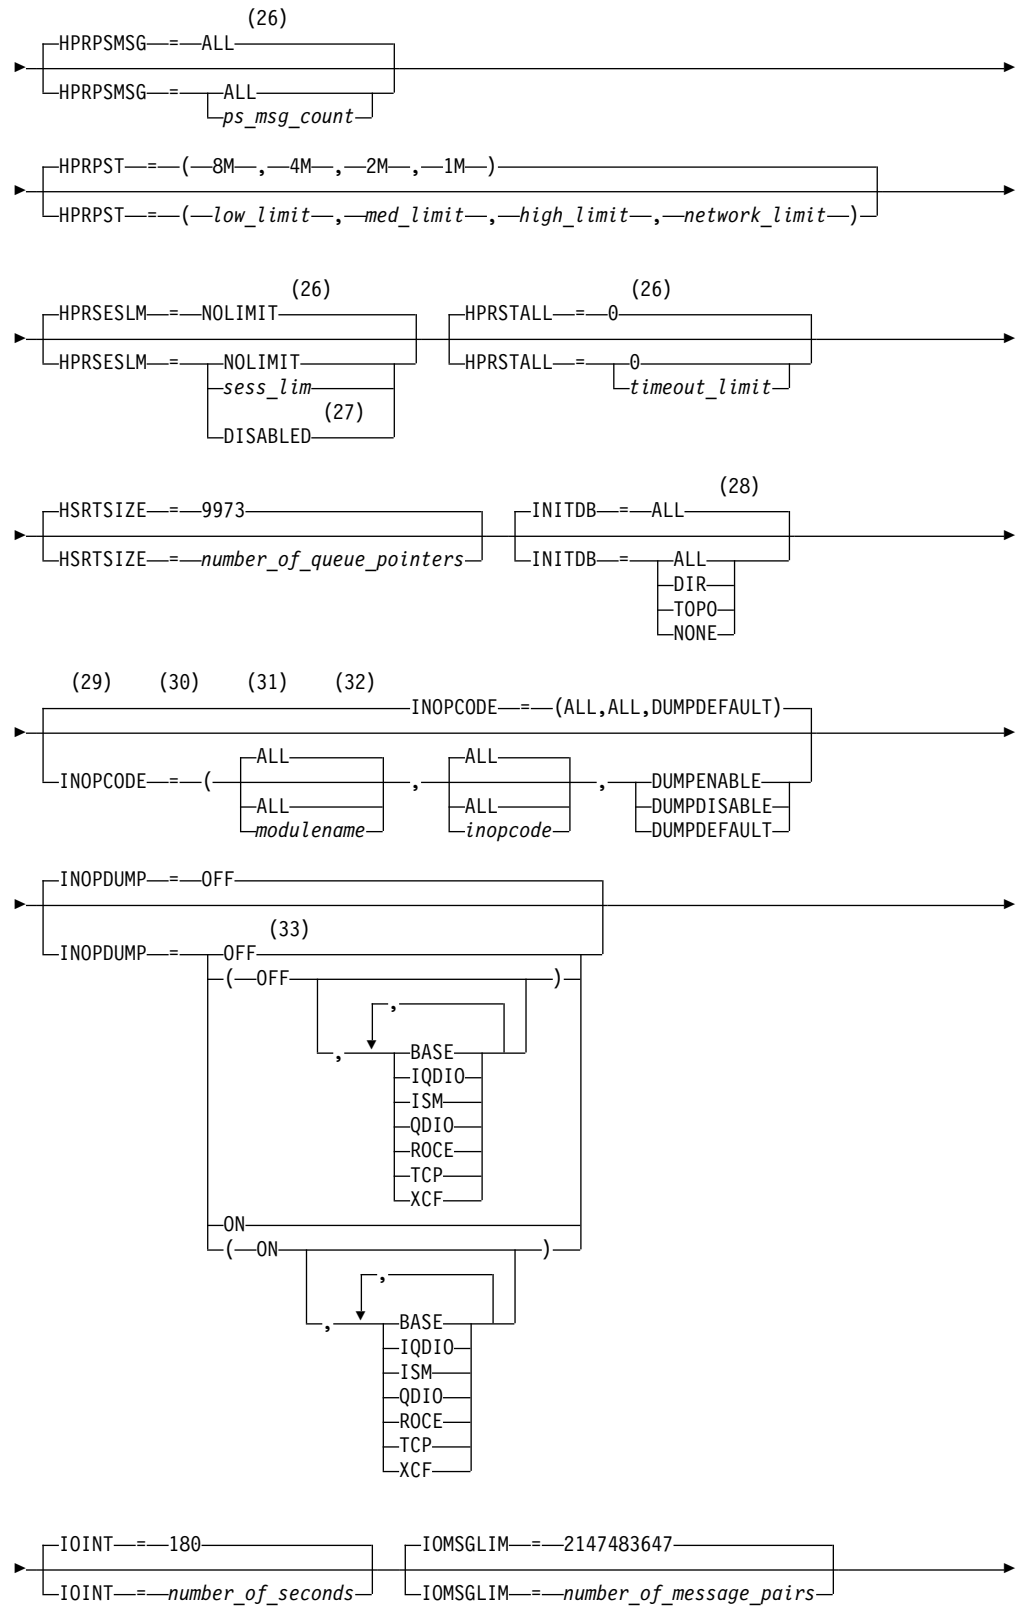 (26)
HPRPSMSG = ALL
HPRPSMSG = ALL
ps_msg_count
HPRPST = ( 8M , 4M , 2M , 1M )
HPRPST = ( low_limit , med_limit , high_limit , network_limit )
(26) (26)
HPRSESLM = NOLIMIT HPRSTALL = 0
HPRSESLM = NOLIMIT HPRSTALL = 0
sess_lim timeout_limit
(27)
DISABLED
(28)
HSRTSIZE = 9973 INITDB = ALL
HSRTSIZE = number_of_queue_pointers INITDB = ALL
DIR
TOPO
NONE
(29) (30) (31) (32)
INOPCODE = (ALL,ALL,DUMPDEFAULT)
ALL ALL
INOPCODE = ( , , DUMPENABLE
ALL ALL DUMPDISABLE
modulename inopcode DUMPDEFAULT
INOPDUMP = OFF
(33)
INOPDUMP = OFF
( OFF )
,
, BASE
IQDIO
ISM
QDIO
ROCE
TCP
XCF
ON
( ON )
,
, BASE
IQDIO
ISM
QDIO
ROCE
TCP
XCF
IOINT = 180 IOMSGLIM = 2147483647
IOINT = number_of_seconds IOMSGLIM = number_of_message_pairs